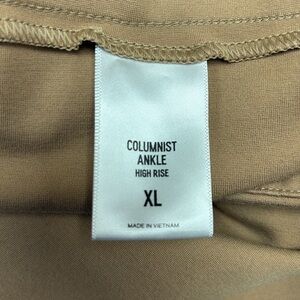 COLUMNIST
ANKLE
HIGH RISE
XL
MADE IN VIETNAM